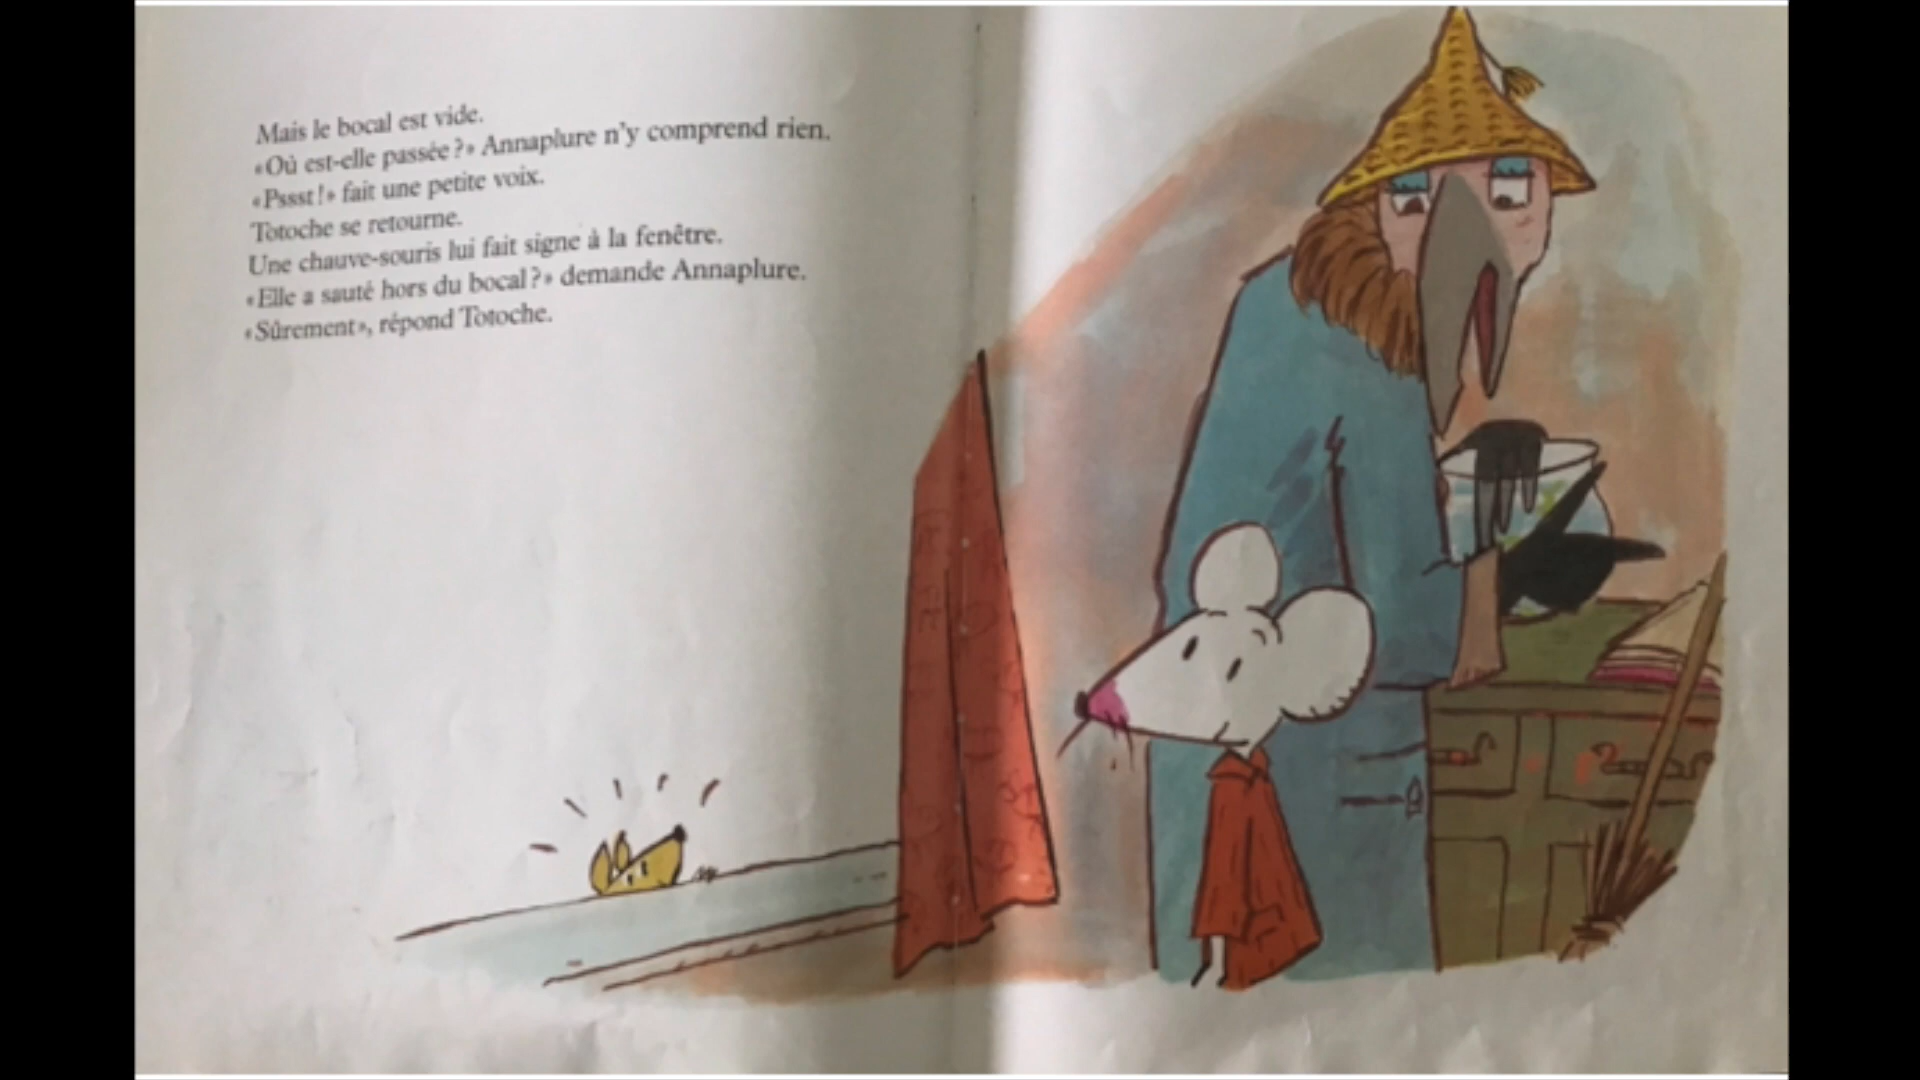 Mais le bocal est vide.
«Où est-elle passée?» Annaplure n'y comprend rien.
«Pssst!» fait une petite voix.
Totoche se retourne.
Une chauve-souris lui fait signe à la fenêtre.
«Elle a sauté hors du bocal?» demande Annaplure.
«Sûrement», répond Totoche.